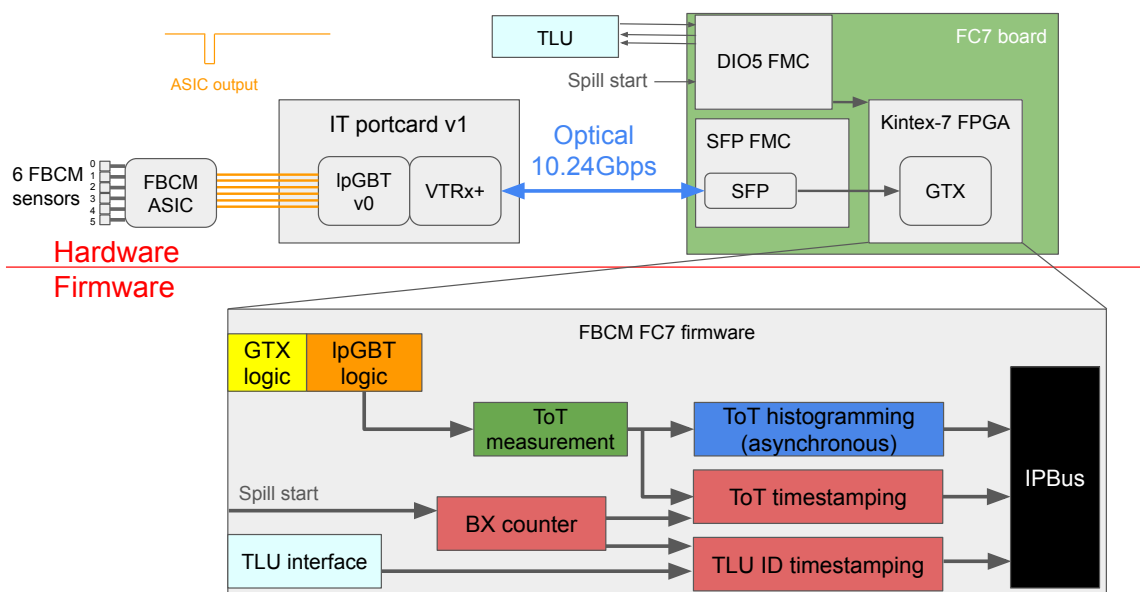 TLU
FC7 board
DIO5 FMC
Spill start
ASIC output
IT portcard v1
Optical
10.24Gbps
SFP FMC
Kintex-7 FPGA
6 FBCM
sensors
0
1
2
3
4
5
FBCM
ASIC
lpGBT
v0
VTRx+
SFP
GTX
Hardware
Firmware
FBCM FC7 firmware
GTX
logic
lpGBT
logic
ToT
measurement
ToT histogramming
(asynchronous)
IPBus
Spill start
BX counter
ToT timestamping
TLU interface
TLU ID timestamping